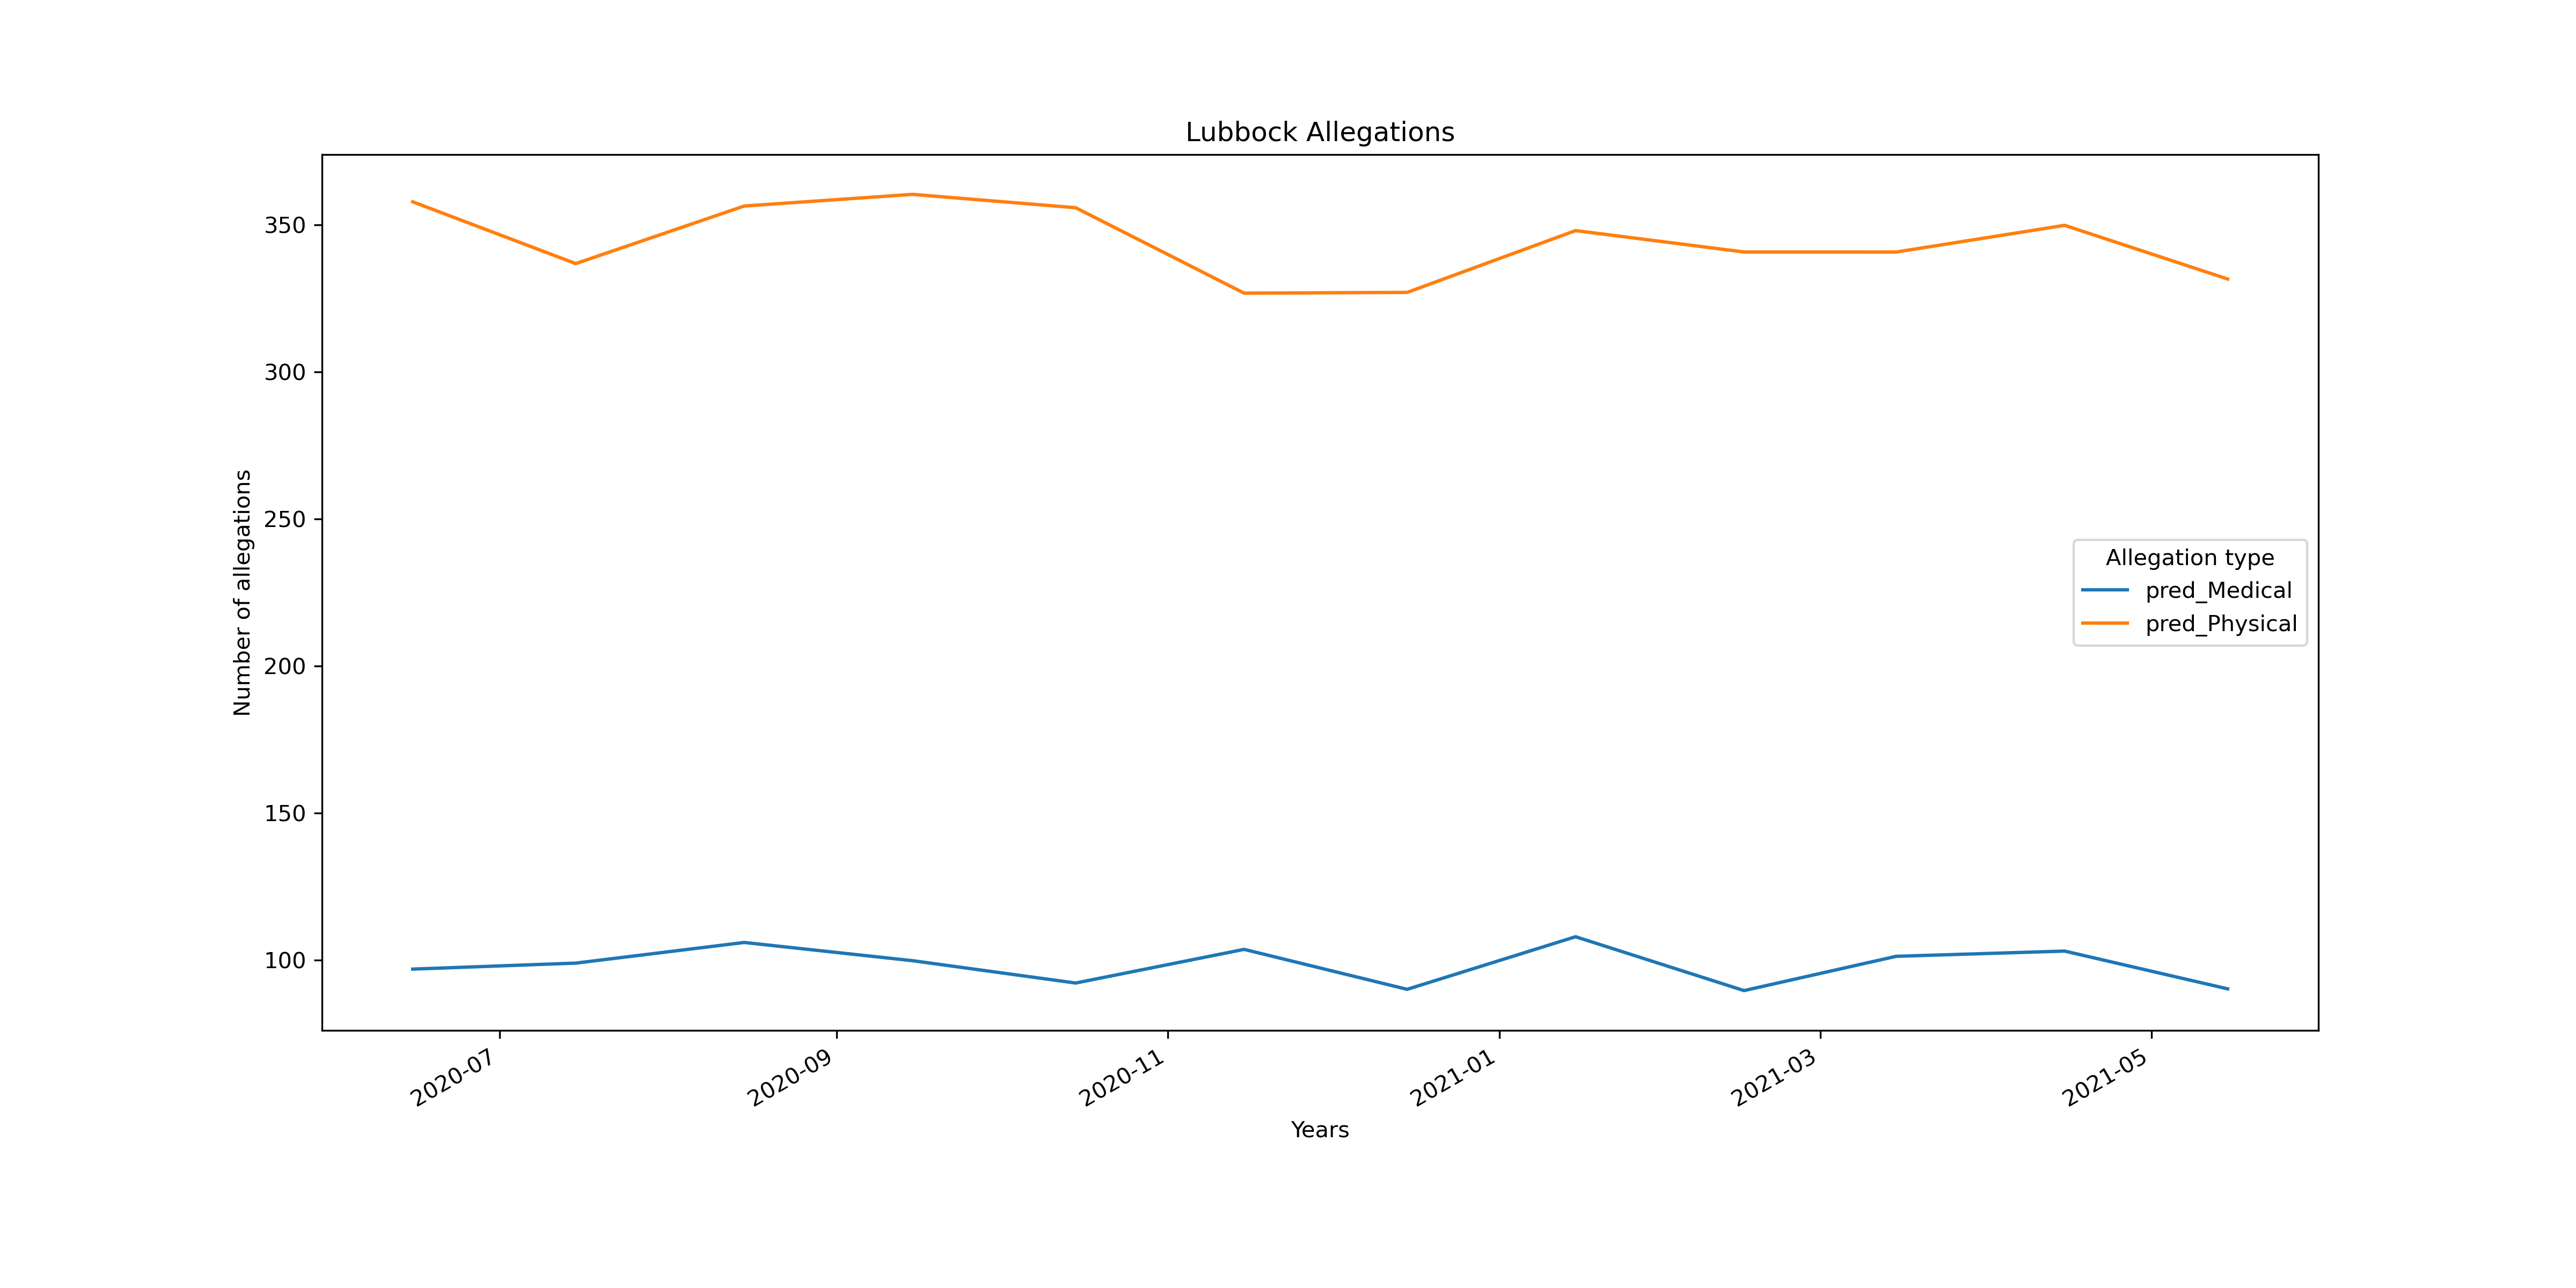 Lubbock Allegations
Number of allegations
350
300
250
200
150
100
Allegation type
pred_Medical
pred_Physical
2020-07
2020-09
2020-11
2021-01
2021-03
2021-05
Years